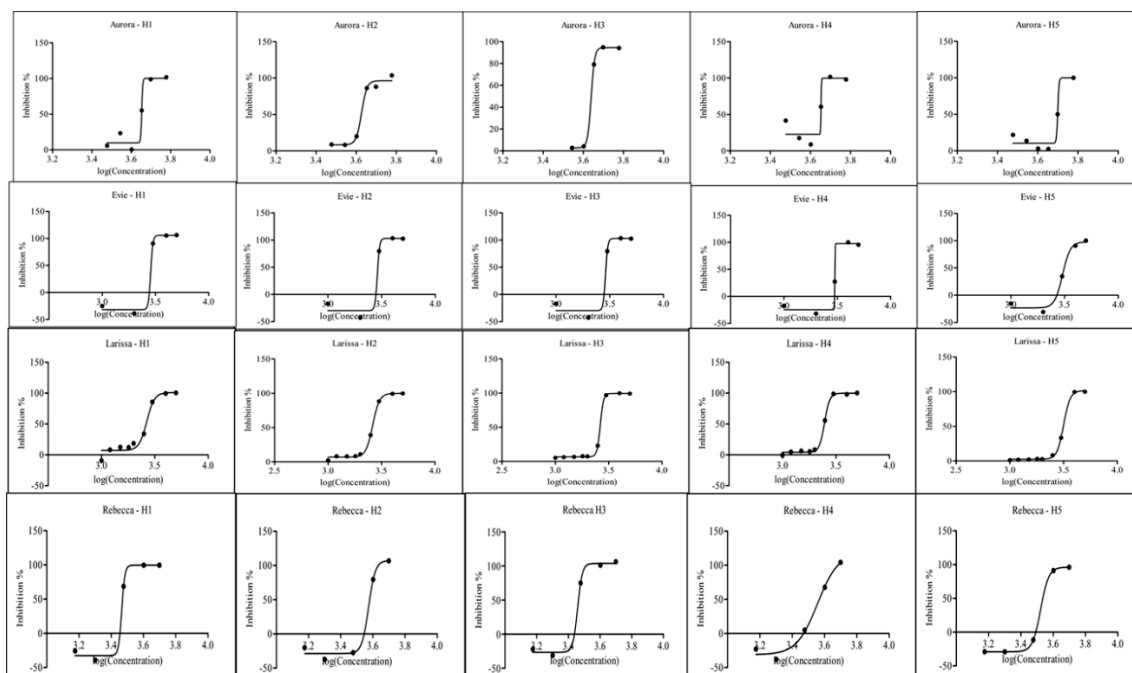 Aurora - H1
Inhibition %
150
100
50
0
3.2 3.4 3.6 3.8 4.0
log(Concentration)
Aurora - H2
Inhibition %
150
100
50
0
3.2 3.4 3.6 3.8 4.0
log(Concentration)
Aurora - H3
Inhibition %
100
80
60
40
20
0
3.2 3.4 3.6 3.8 4.0
log(Concentration)
Aurora - H4
Inhibition %
150
100
50
0
3.2 3.4 3.6 3.8 4.0
log(Concentration)
Aurora - H5
Inhibition %
150
100
50
0
3.2 3.4 3.6 3.8 4.0
log(Concentration)
Evie - H1
Inhibition %
150
100
50
0
-50
3.0 3.5 4.0
log(Concentration)
Evie - H2
Inhibition %
150
100
50
0
-50
3.0 3.5 4.0
log(Concentration)
Evie - H3
Inhibition %
150
100
50
0
-50
3.0 3.5 4.0
log(Concentration)
Evie - H4
Inhibition %
150
100
50
0
-50
3.0 3.5 4.0
log(Concentration)
Evie - H5
Inhibition %
150
100
50
0
-50
3.0 3.5 4.0
log(Concentration)
Larissa - H1
Inhibition %
150
100
50
0
-50
3.0 3.5 4.0
log(Concentration)
Larissa - H2
Inhibition %
150
100
50
0
2.5 3.0 3.5 4.0
log(Concentration)
Larissa - H3
Inhibition %
150
100
50
0
2.5 3.0 3.5 4.0
log(Concentration)
Larissa - H4
Inhibition %
150
100
50
0
-50
3.0 3.5 4.0
log(Concentration)
Larissa - H5
Inhibition %
150
100
50
0
2.5 3.0 3.5 4.0
log(Concentration)
Rebecca - H1
Inhibition %
150
100
50
0
-50
3.2 3.4 3.6 3.8 4.0
log(Concentration)
Rebecca - H2
Inhibition %
150
100
50
0
-50
3.2 3.4 3.6 3.8 4.0
log(Concentration)
Rebecca H3
Inhibition %
150
100
50
0
-50
3.2 3.4 3.6 3.8 4.0
log(Concentration)
Rebecca - H4
Inhibition %
150
100
50
0
-50
3.2 3.4 3.6 3.8 4.0
log(Concentration)
Rebecca - H5
Inhibition %
150
100
50
0
-50
3.2 3.4 3.6 3.8 4.0
log(Concentration)